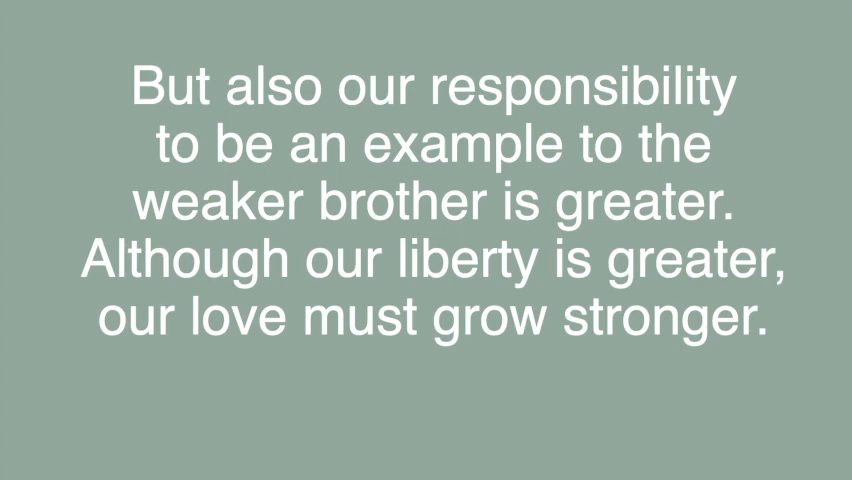 But also our responsibility
to be an example to the
weaker brother is greater.
Although our liberty is greater,
our love must grow stronger.